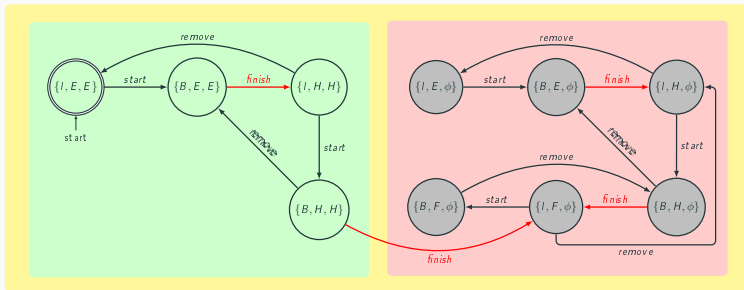 remove
remove
{I, E, E}
start
{B, E, E}
finish
{I, H, H}
{I, E, ϕ}
start
{B, E, ϕ}
finish
{I, H, ϕ}
start
remove
start
remove
start
remove
{B, H, H}
{B, F, ϕ}
start
{I, F, ϕ}
finish
{B, H, ϕ}
finish
remove